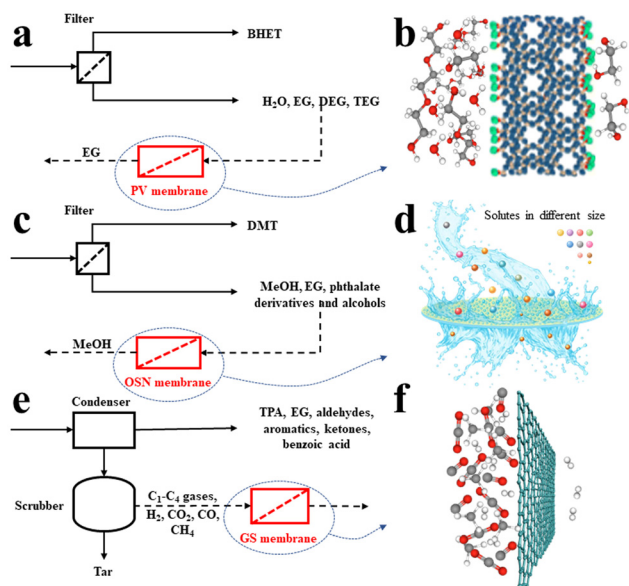 a
Filter
BHET
H₂O, EG, DEG, TEG
EG
PV membrane
b
c
Filter
DMT
MeOH, EG, phthalate
derivatives nnd alcohols
MeOH
OSN membrane
d
Solutes in different size
e
Condenser
TPA, EG, aldehydes,
aromatics, ketones,
benzoic acid
Scrubber
C₁-C₄ gases,
H₂, CO₂, CO,
CH₄
GS membrane
Tar
f